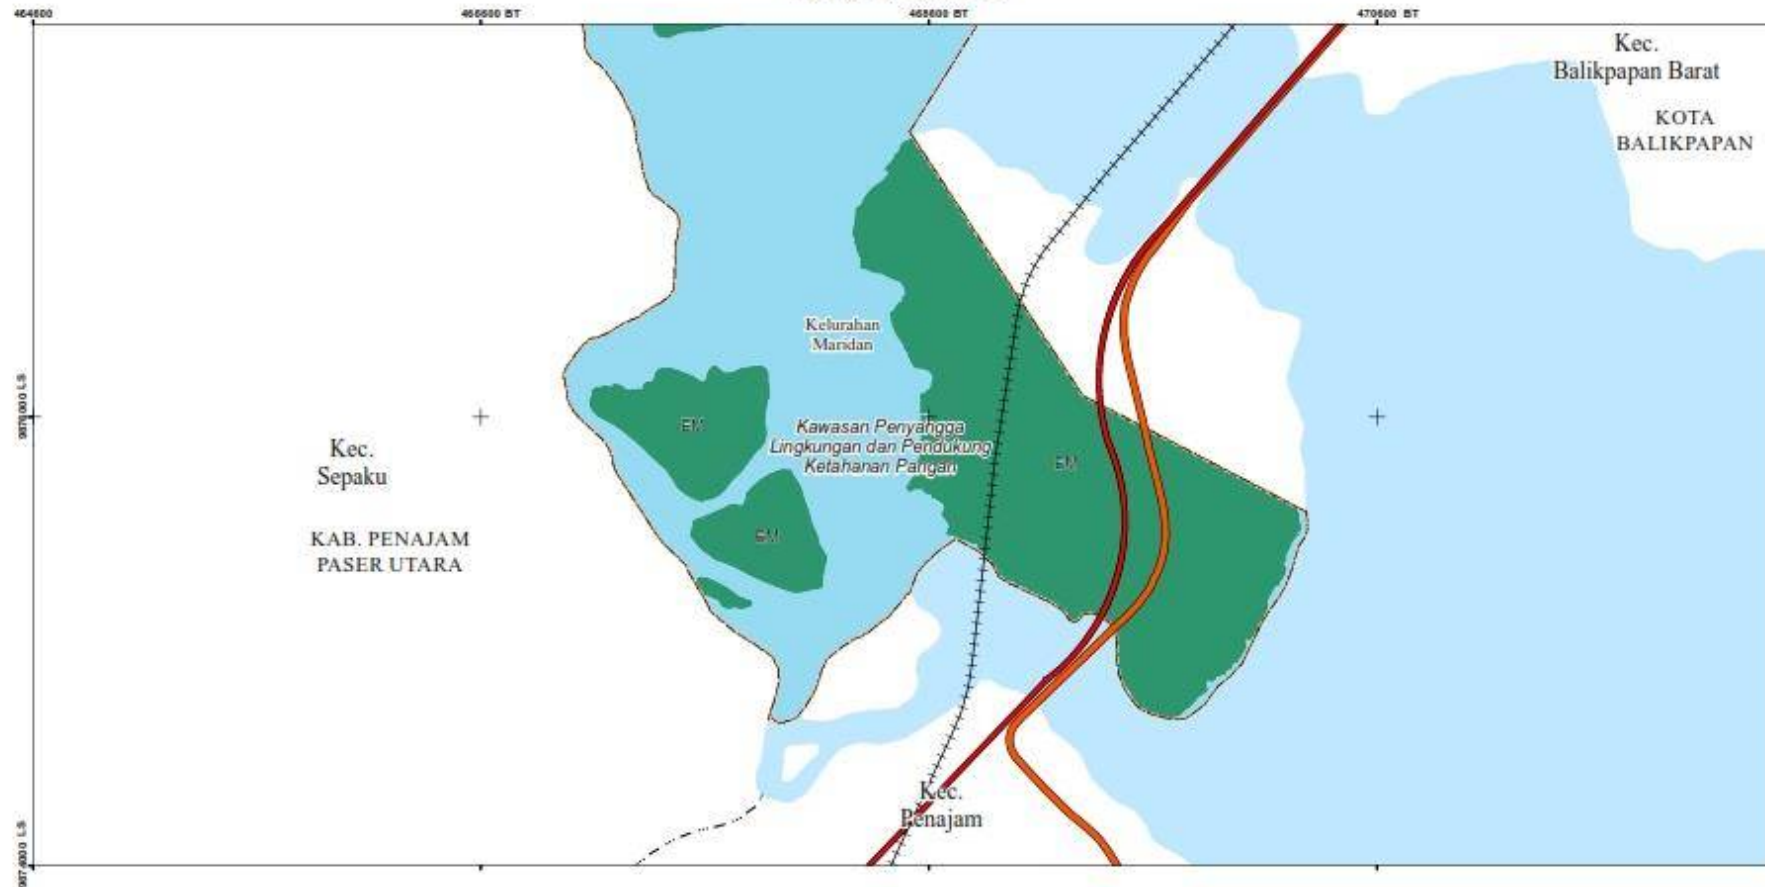 464600
466600 BT
468600 BT
470600 BT
Kec.
Balikpapan Barat
KOTA
BALIKPAPAN
Kelurahan
Maridan
EM
Kawasan Penyangga
Lingkungan dan Pendukung
Ketahanan Pangan
EM
Kec.
Sepaku
EM
KAB. PENAJAM
PASER UTARA
Kec.
Penajam